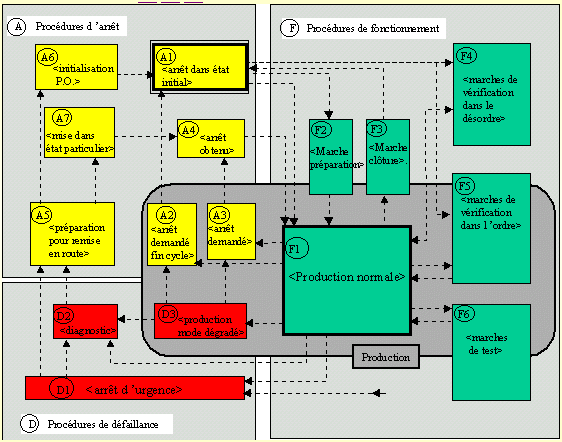 A Procédures d 'arrêt
F Procédures de fonctionnement
A6
<initialisation
P.O.>
A1
<arrêt dans état
initial>
F4
<marches de
vérification
dans le
désordre>
A7
<mise dans
état particulier>
A4
<arrêt
obtenu>
F2
<Marche
préparation>
F3
<Marche
clôture>.
A5
<préparation
pour remise
en route>
A2
<arrêt
demandé
fin cycle>
A3
<arrêt
demandé>
F1
<Production normale>
F5
<marches de
vérification
dans l 'ordre>
D2
<diagnostic>
D3
<production
mode dégradé>
F6
<marches
de test>
Production
D1 <arrêt d 'urgence>
D Procédures de défaillance